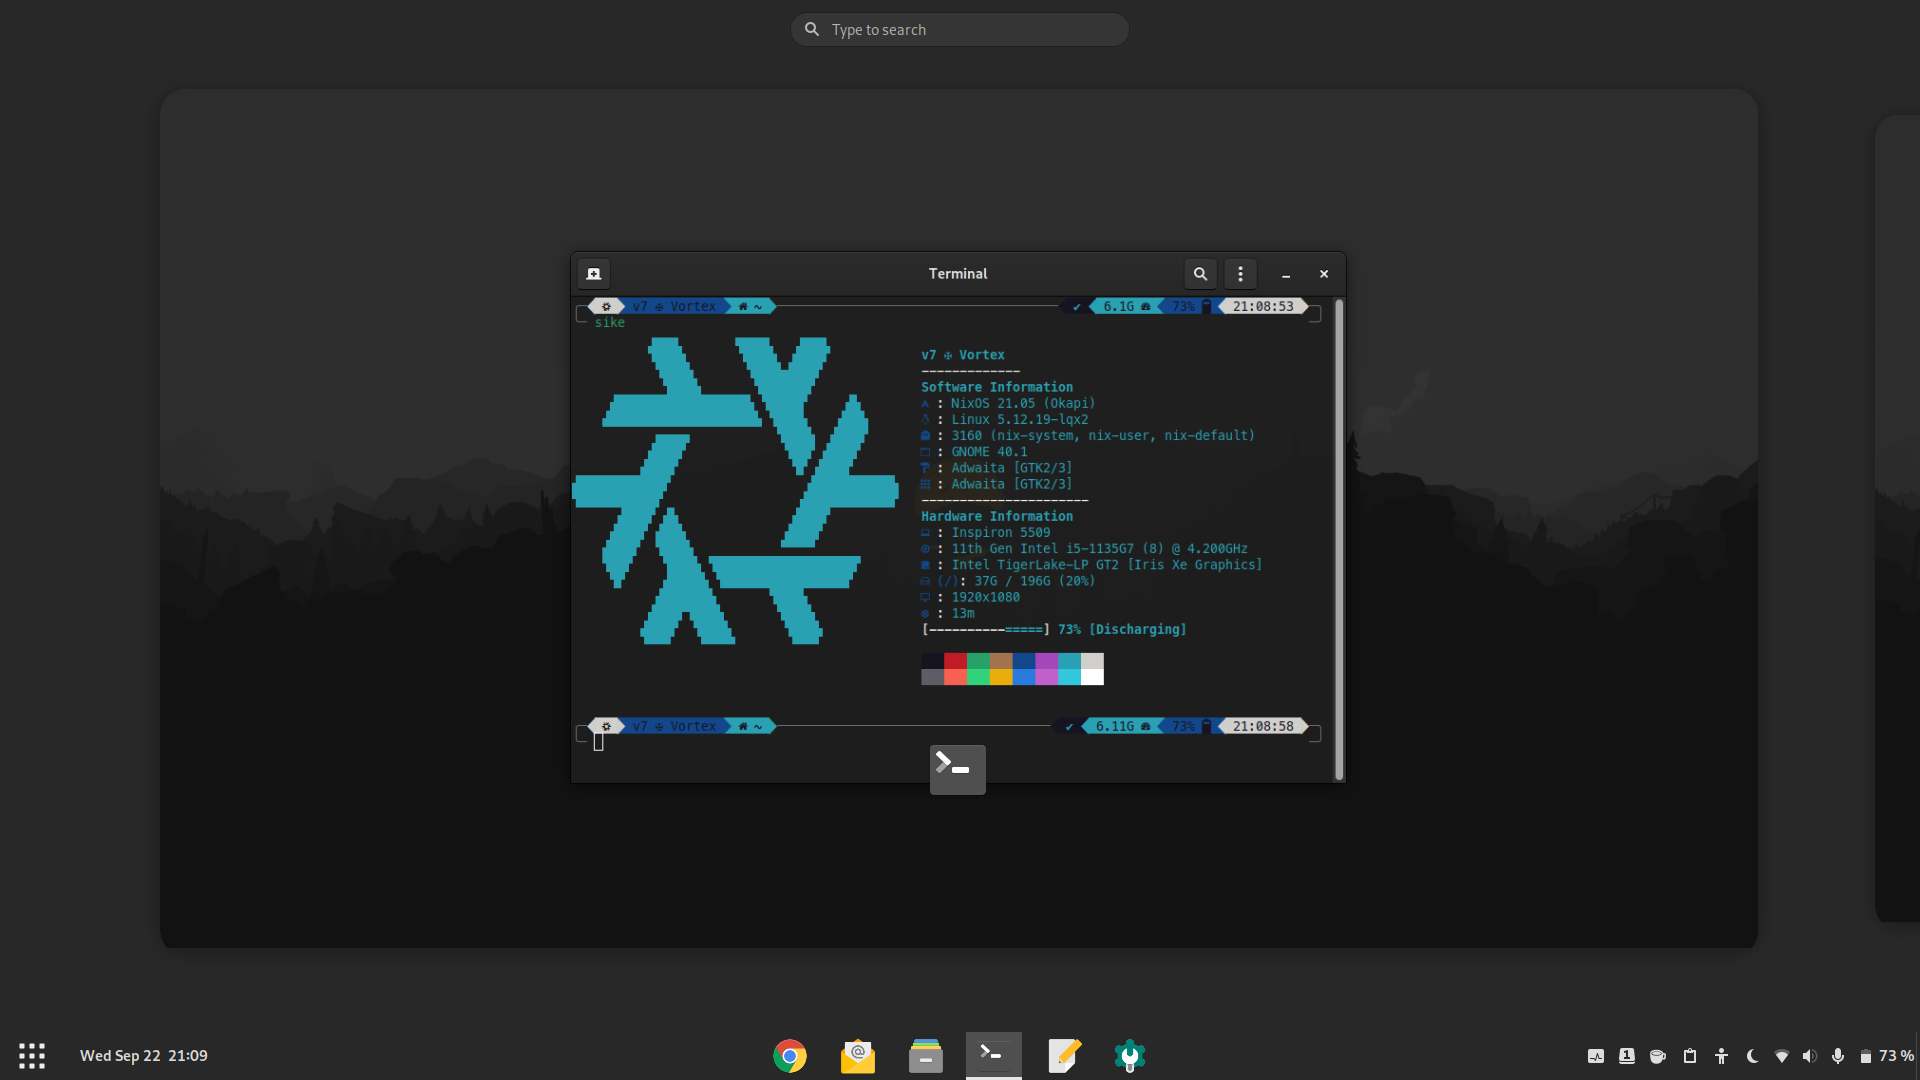 Type to search
Terminal
v7 ✠ Vortex ~ ✔ 6.1G 73% 21:08:53
sike
v7 ✠ Vortex
-------------
Software Information
: NixOS 21.05 (Okapi)
: Linux 5.12.19-lqx2
: 3160 (nix-system, nix-user, nix-default)
: GNOME 40.1
: Adwaita [GTK2/3]
: Adwaita [GTK2/3]
----------------------
Hardware Information
: Inspiron 5509
: 11th Gen Intel i5-1135G7 (8) @ 4.200GHz
: Intel TigerLake-LP GT2 [Iris Xe Graphics]
(/): 37G / 196G (20%)
: 1920x1080
: 13m
[----------=====] 73% [Discharging]
v7 ✠ Vortex ~ ✔ 6.11G 73% 21:08:58
Wed Sep 22 21:09
1
73 %